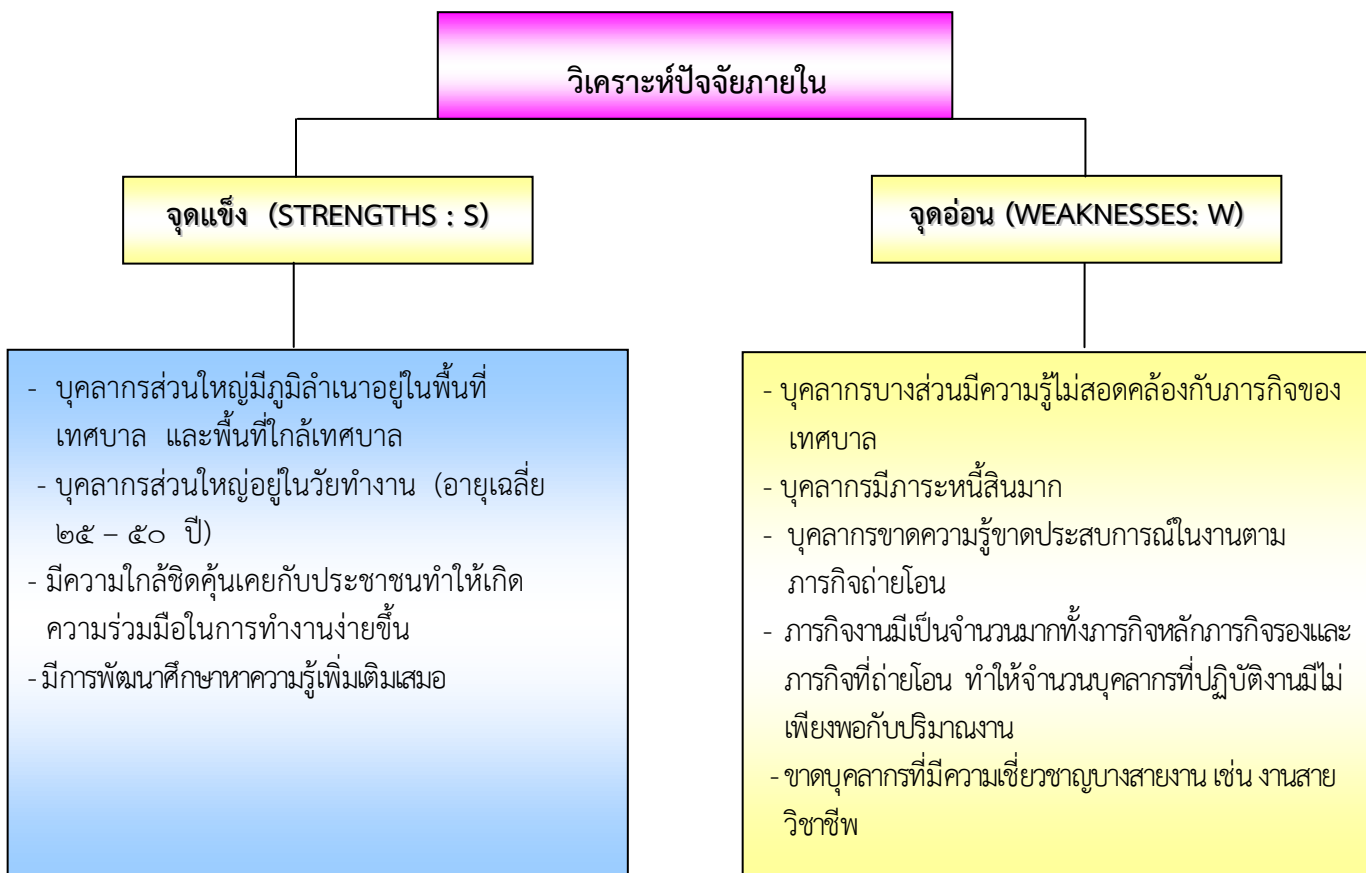 วิเคราะห์ปัจจัยภายใน
จุดแข็ง (STRENGTHS : S)
จุดอ่อน (WEAKNESSES: W)
- บุคลากรส่วนใหญ่มีภูมิลำเนาอยู่ในพื้นที่
เทศบาล และพื้นที่ใกล้เทศบาล
- บุคลากรส่วนใหญ่อยู่ในวัยทำงาน (อายุเฉลี่ย
๒๕ – ๕๐ ปี)
- มีความใกล้ชิดคุ้นเคยกับประชาชนทำให้เกิด
ความร่วมมือในการทำงานง่ายขึ้น
- มีการพัฒนาศึกษาหาความรู้เพิ่มเติมเสมอ
- บุคลากรบางส่วนมีความรู้ไม่สอดคล้องกับภารกิจของ
เทศบาล
- บุคลากรมีภาระหนี้สินมาก
- บุคลากรขาดความรู้ขาดประสบการณ์ในงานตาม
ภารกิจถ่ายโอน
- ภารกิจงานมีเป็นจำนวนมากทั้งภารกิจหลักภารกิจรองและ
ภารกิจที่ถ่ายโอน ทำให้จำนวนบุคลากรที่ปฏิบัติงานมีไม่
เพียงพอกับปริมาณงาน
- ขาดบุคลากรที่มีความเชี่ยวชาญบางสายงาน เช่น งานสาย
วิชาชีพ